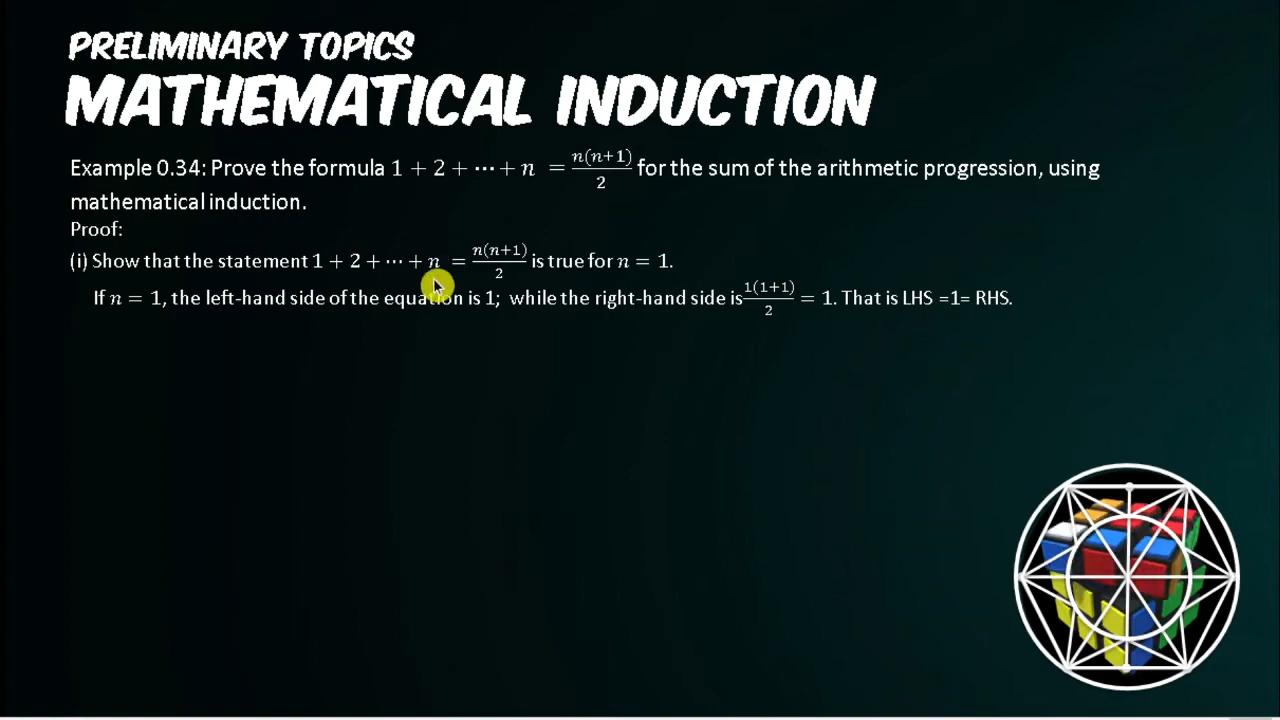 PRELIMINARY TOPICS
MATHEMATICAL INDUCTION
Example 0.34: Prove the formula 1 + 2 + ⋯ + n = n(n+1)/2 for the sum of the arithmetic progression, using
mathematical induction.
Proof:
(i) Show that the statement 1 + 2 + ⋯ + n = n(n+1)/2 is true for n = 1.
If n = 1, the left-hand side of the equation is 1; while the right-hand side is 1(1+1)/2 = 1. That is LHS =1= RHS.